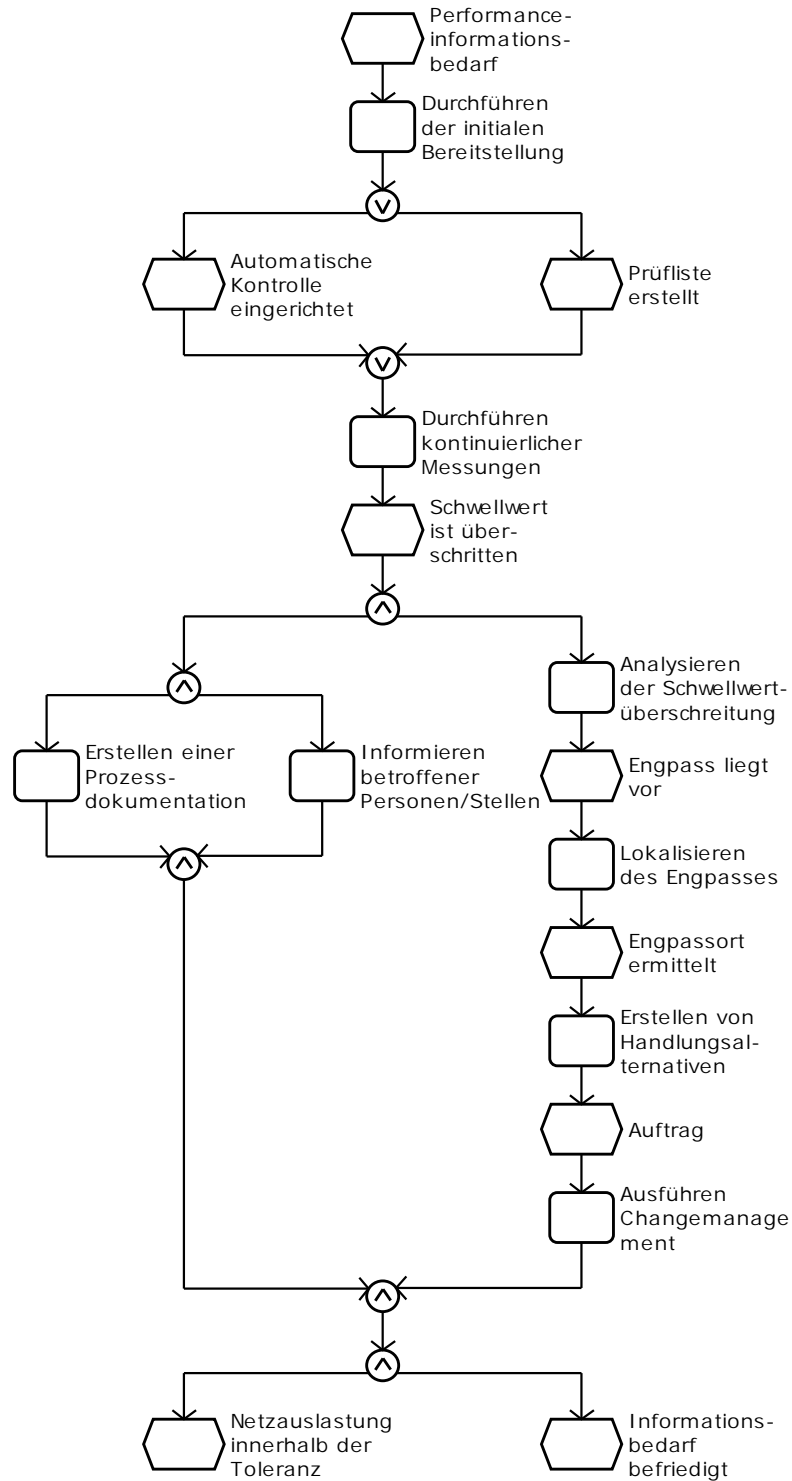 Performance-
informations-
bedarf
Durchführen
der initialen
Bereitstellung
Automatische
Kontrolle
eingerichtet
Prüfliste
erstellt
Durchführen
kontinuierlicher
Messungen
Schwellwert
ist über-
schritten
Analysieren
der Schwellwert-
überschreitung
Erstellen einer
Prozess-
dokumentation
Informieren
betroffener
Personen/Stellen
Engpass liegt
vor
Lokalisieren
des Engpasses
Engpassort
ermittelt
Erstellen von
Handlungsal-
ternativen
Auftrag
Ausführen
Changemanage
ment
Netzauslastung
innerhalb der
Toleranz
Informations-
bedarf
befriedigt